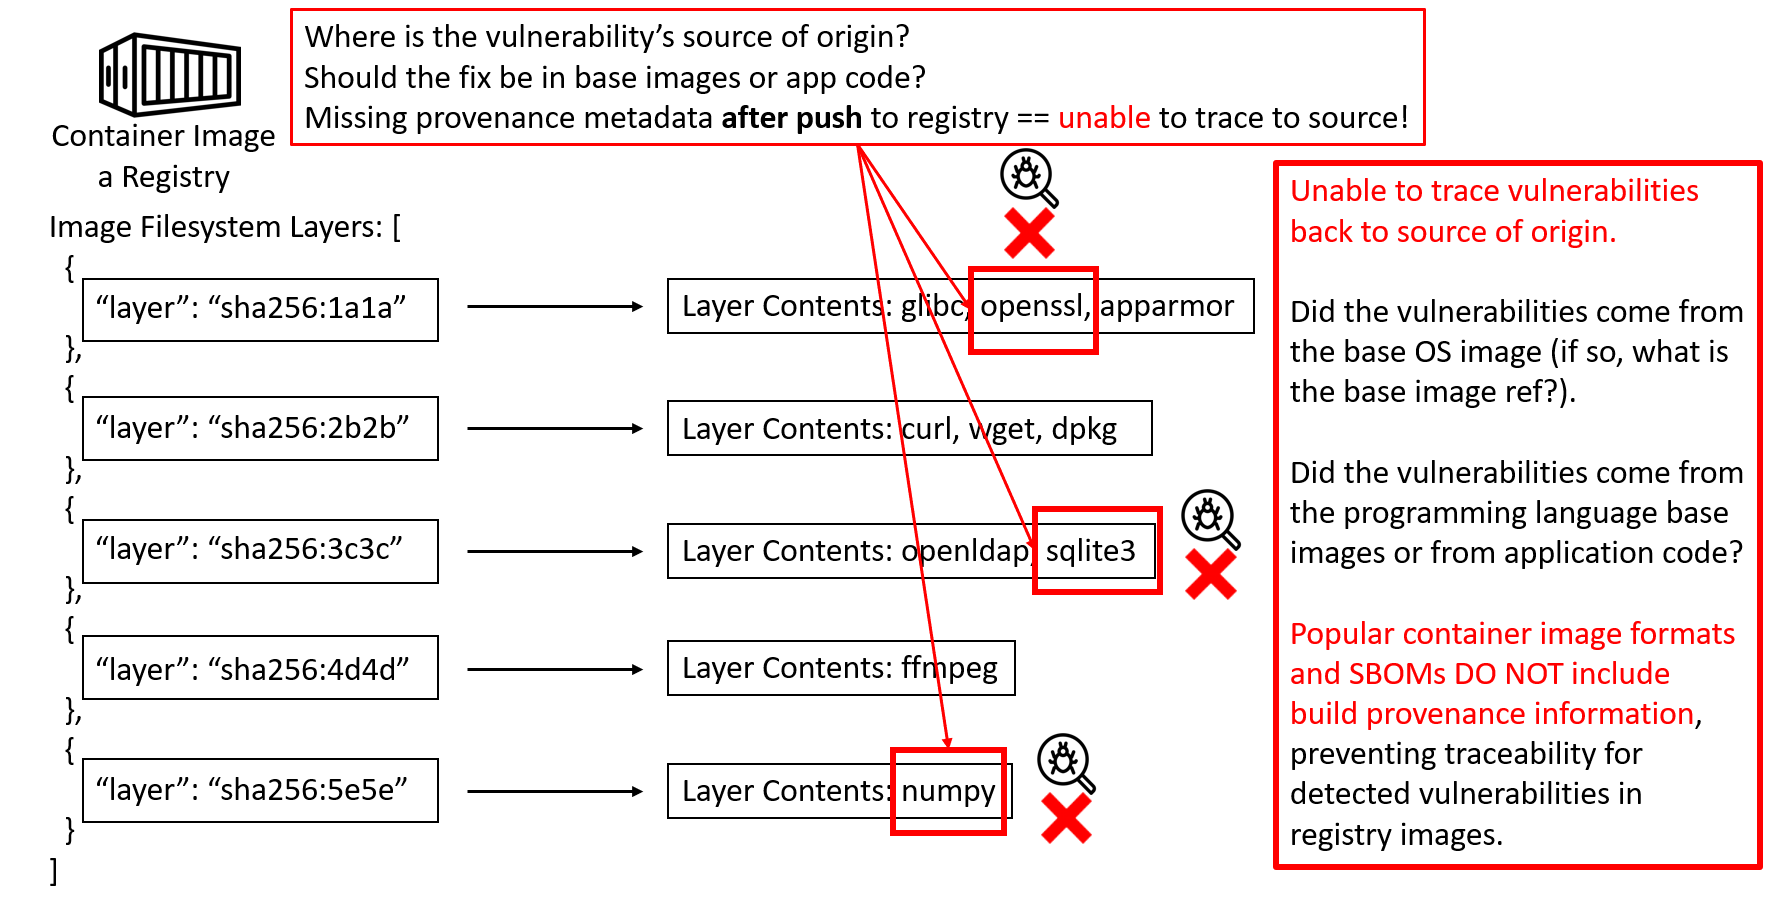 Where is the vulnerability’s source of origin?
Should the fix be in base images or app code?
Missing provenance metadata after push to registry == unable to trace to source!
Container Image
a Registry
Image Filesystem Layers: [
{
“layer”: “sha256:1a1a”
Layer Contents: glibc, openssl, apparmor
},
{
“layer”: “sha256:2b2b”
Layer Contents: curl, wget, dpkg
},
{
“layer”: “sha256:3c3c”
Layer Contents: openldap, sqlite3
},
{
“layer”: “sha256:4d4d”
Layer Contents: ffmpeg
},
{
“layer”: “sha256:5e5e”
Layer Contents: numpy
}
]
Unable to trace vulnerabilities
back to source of origin.
Did the vulnerabilities come from
the base OS image (if so, what is
the base image ref?).
Did the vulnerabilities come from
the programming language base
images or from application code?
Popular container image formats
and SBOMs DO NOT include
build provenance information,
preventing traceability for
detected vulnerabilities in
registry images.